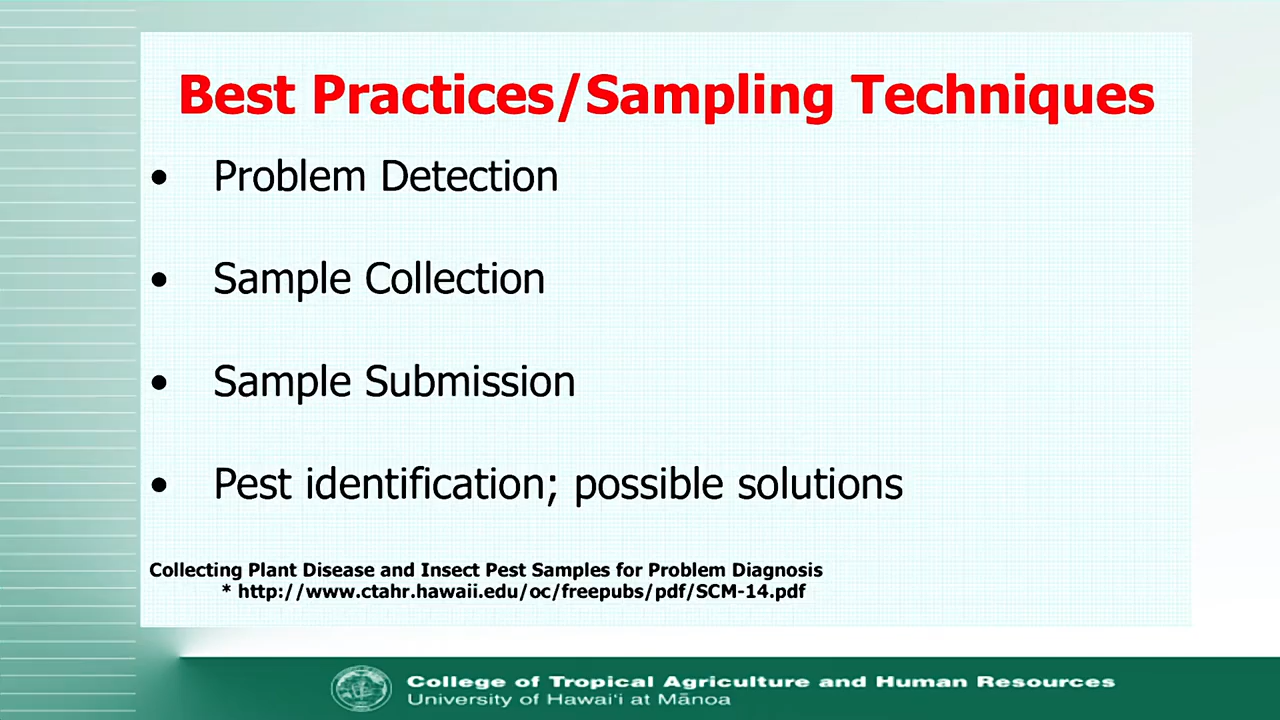 Best Practices/Sampling Techniques
• Problem Detection
• Sample Collection
• Sample Submission
• Pest identification; possible solutions
Collecting Plant Disease and Insect Pest Samples for Problem Diagnosis
* http://www.ctahr.hawaii.edu/oc/freepubs/pdf/SCM-14.pdf
College of Tropical Agriculture and Human Resources
University of Hawaiʻi at Mānoa